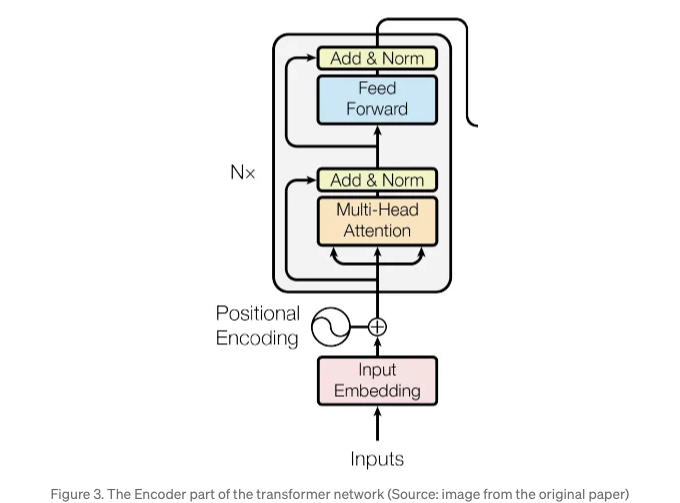 Add & Norm
Feed
Forward
Nx
Add & Norm
Multi-Head
Attention
Positional
Encoding
Input
Embedding
Inputs
Figure 3. The Encoder part of the transformer network (Source: image from the original paper)